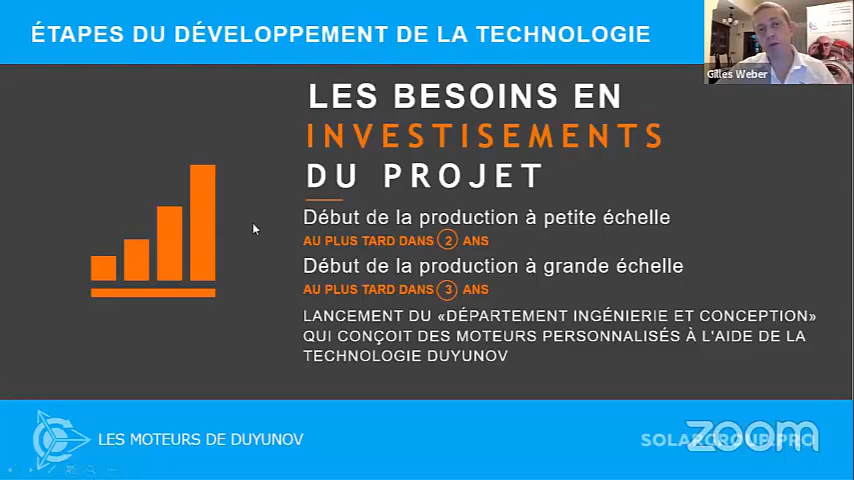 ÉTAPES DU DÉVELOPPEMENT DE LA TECHNOLOGIE
Gilles Weber
LES BESOINS EN
INVESTISEMENTS
DU PROJET
Début de la production à petite échelle
AU PLUS TARD DANS 2 ANS
Début de la production à grande échelle
AU PLUS TARD DANS 3 ANS
LANCEMENT DU «DÉPARTEMENT INGÉNIERIE ET CONCEPTION»
QUI CONÇOIT DES MOTEURS PERSONNALISÉS À L'AIDE DE LA
TECHNOLOGIE DUYUNOV
LES MOTEURS DE DUYUNOV
SOLARGROUP.PRO
zoom